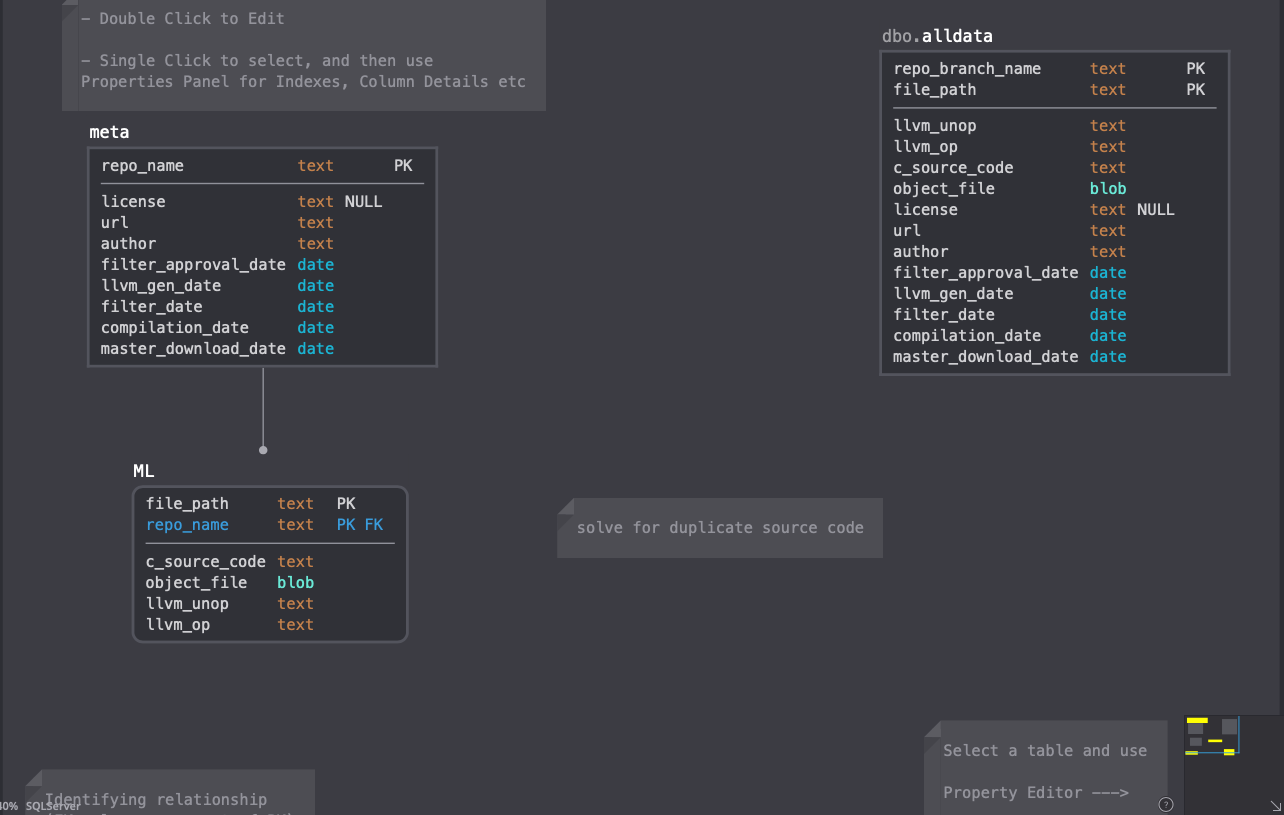 - Double Click to Edit
- Single Click to select, and then use
Properties Panel for Indexes, Column Details etc
meta
repo_name text PK
license text NULL
url text
author text
filter_approval_date date
llvm_gen_date date
filter_date date
compilation_date date
master_download_date date
ML
file_path text PK
repo_name text PK FK
c_source_code text
object_file blob
llvm_unop text
llvm_op text
dbo.alldata
repo_branch_name text PK
file_path text PK
llvm_unop text
llvm_op text
c_source_code text
object_file blob
license text NULL
url text
author text
filter_approval_date date
llvm_gen_date date
filter_date date
compilation_date date
master_download_date date
solve for duplicate source code
Select a table and use
Property Editor --->
?
Identifying relationship
SQLServer